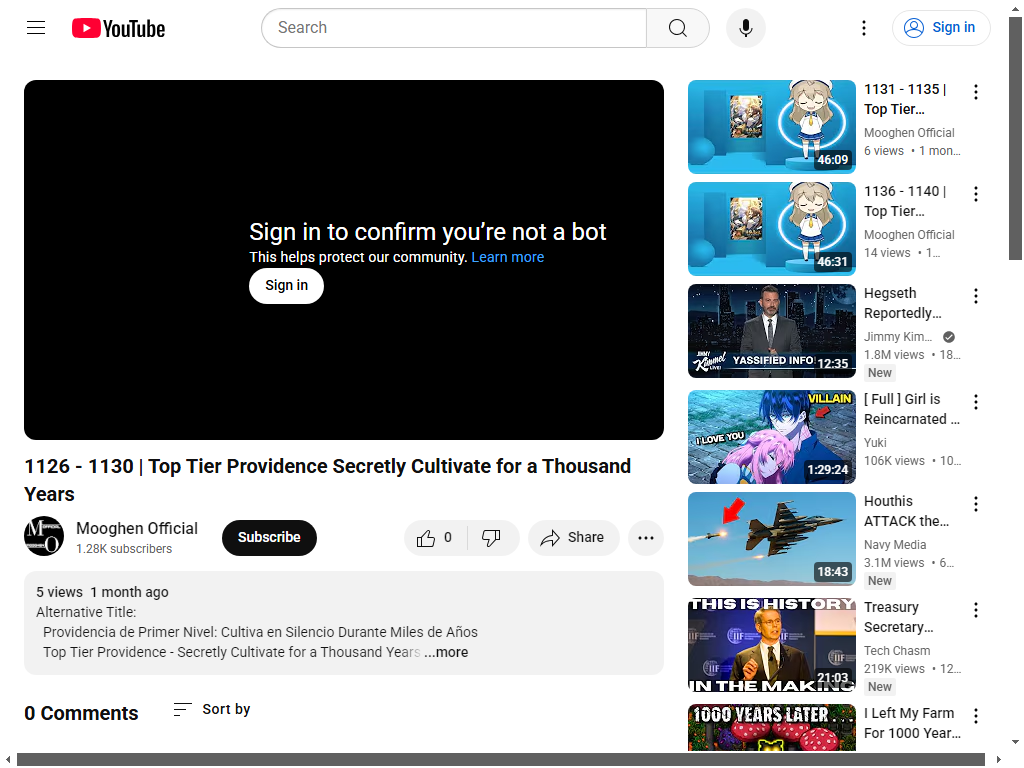 YouTube
Search
Sign in
Sign in to confirm you’re not a bot
This helps protect our community. Learn more
Sign in
1126 - 1130 | Top Tier Providence Secretly Cultivate for a Thousand
Years
Mooghen Official
1.28K subscribers
Subscribe
0
Share
5 views 1 month ago
Alternative Title:
Providencia de Primer Nivel: Cultiva en Silencio Durante Miles de Años
Top Tier Providence - Secretly Cultivate for a Thousand Years ...more
0 Comments
Sort by
46:09
1131 - 1135 |
Top Tier...
Mooghen Official
6 views • 1 mon...
46:31
1136 - 1140 |
Top Tier...
Mooghen Official
14 views • 1...
JIMMY
KIMMEL
LIVE!
YASSIFIED INFO
12:35
Hegseth
Reportedly...
Jimmy Kim...
1.8M views • 18...
New
VILLAIN
I LOVE YOU
1:29:24
[ Full ] Girl is
Reincarnated ...
Yuki
106K views • 10...
18:43
Houthis
ATTACK the...
Navy Media
3.1M views • 6...
New
THIS IS HISTORY
IIF
IN THE MAKING
21:03
Treasury
Secretary...
Tech Chasm
219K views • 12...
New
1000 YEARS LATER . . .
I Left My Farm
For 1000 Year...